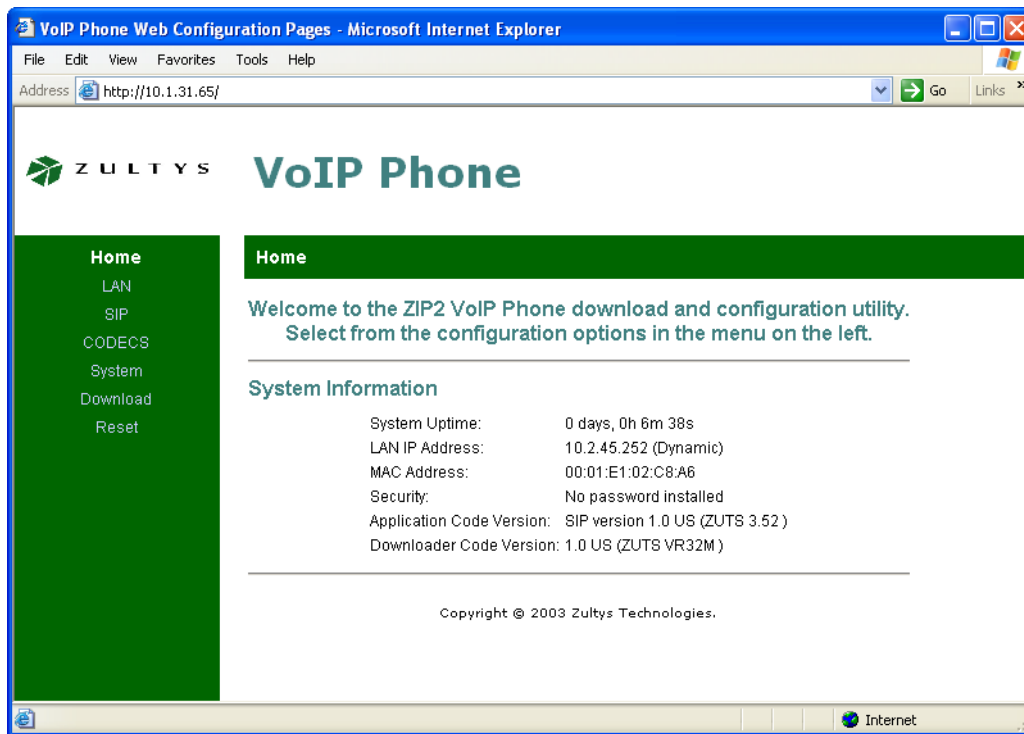 VoIP Phone Web Configuration Pages - Microsoft Internet Explorer
File Edit View Favorites Tools Help
Address http://10.1.31.65/ Go Links »
ZULTYS VoIP Phone
Home
LAN
SIP
CODECS
System
Download
Reset
Home
Welcome to the ZIP2 VoIP Phone download and configuration utility.
Select from the configuration options in the menu on the left.
System Information
System Uptime: 0 days, 0h 6m 38s
LAN IP Address: 10.2.45.252 (Dynamic)
MAC Address: 00:01:E1:02:C8:A6
Security: No password installed
Application Code Version: SIP version 1.0 US (ZUTS 3.52 )
Downloader Code Version: 1.0 US (ZUTS VR32M )
Copyright © 2003 Zultys Technologies.
Internet